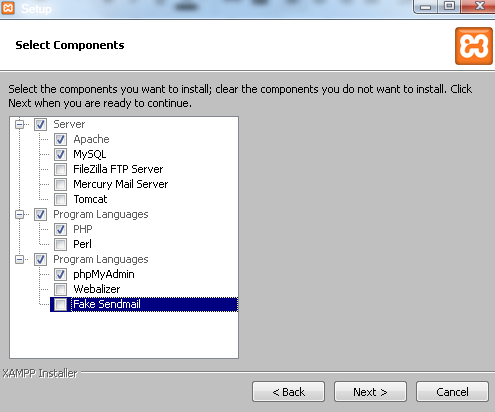 Setup
Select Components
Select the components you want to install; clear the components you do not want to install. Click
Next when you are ready to continue.
Server
Apache
MySQL
FileZilla FTP Server
Mercury Mail Server
Tomcat
Program Languages
PHP
Perl
Program Languages
phpMyAdmin
Webalizer
Fake Sendmail
XAMPP Installer
< Back
Next >
Cancel